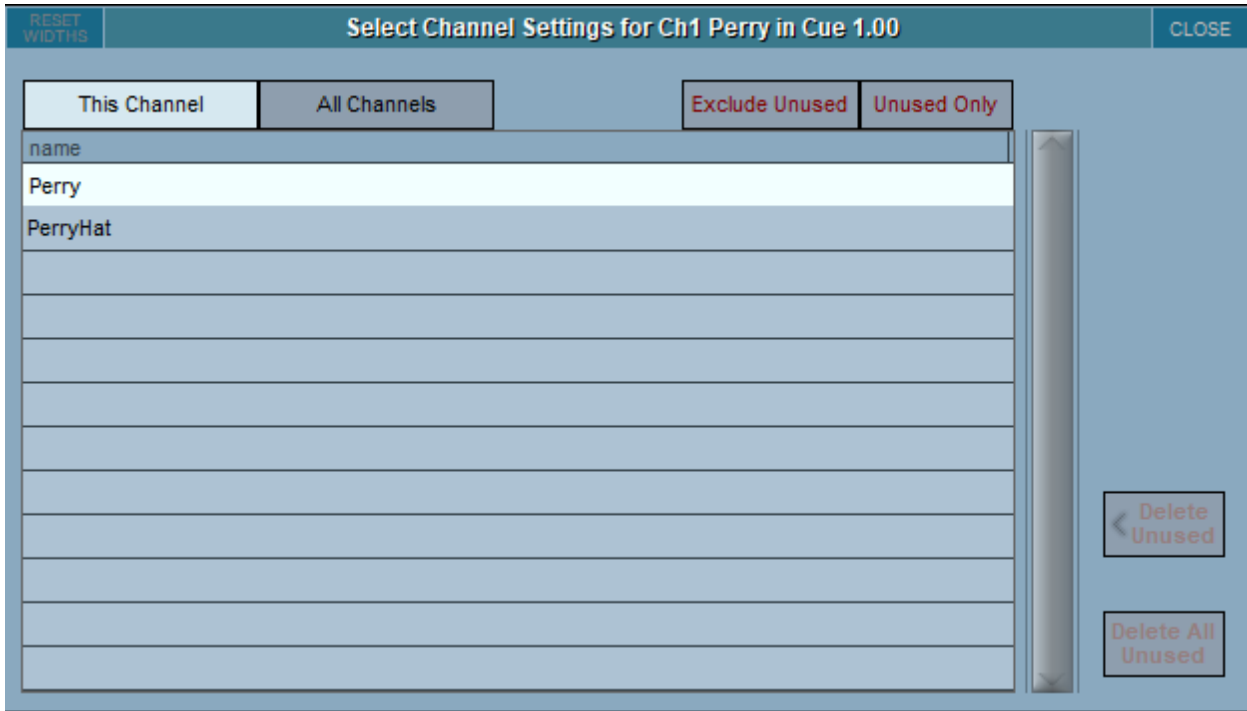 RESET
WIDTHS
Select Channel Settings for Ch1 Perry in Cue 1.00
CLOSE
This Channel
All Channels
Exclude Unused
Unused Only
name
Perry
PerryHat
Delete
Unused
Delete All
Unused